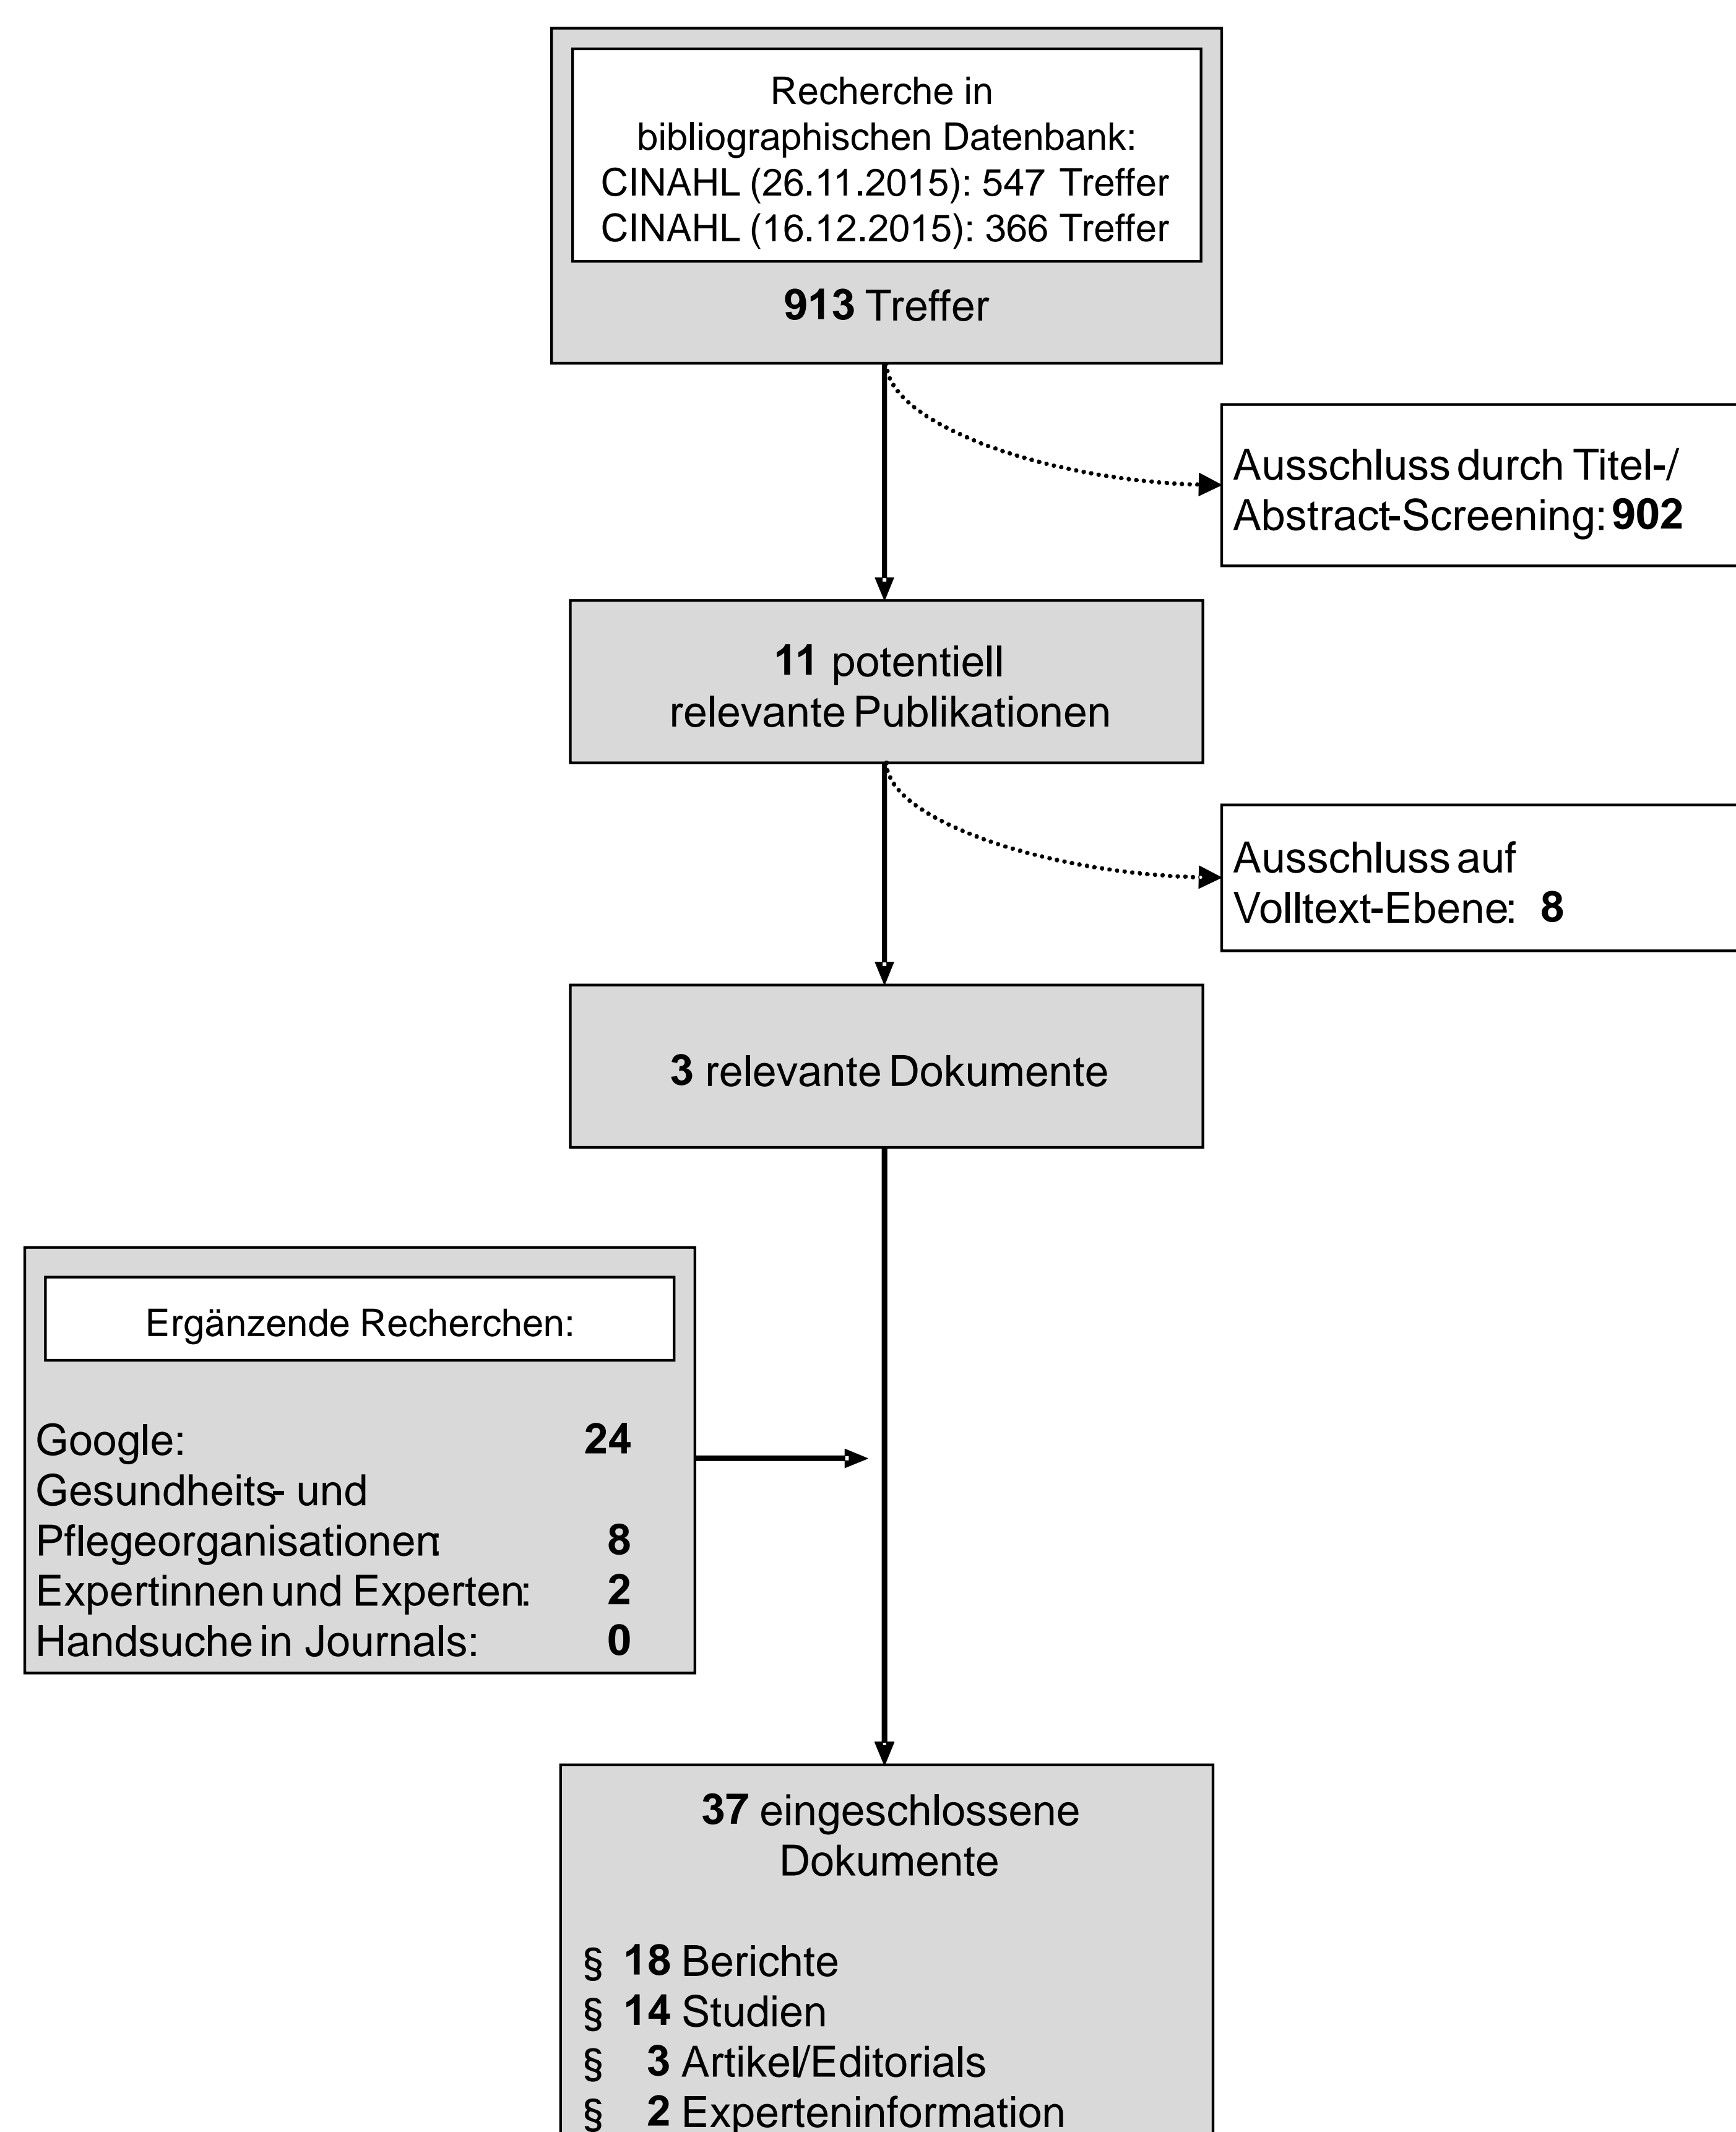 Recherche in
bibliographischen Datenbank:
CINAHL (26.11.2015): 547 Treffer
CINAHL (16.12.2015): 366 Treffer
913 Treffer
Ausschluss durch Titel-/
Abstract-Screening: 902
11 potentiell
relevante Publikationen
Ausschluss auf
Volltext-Ebene: 8
3 relevante Dokumente
Ergänzende Recherchen:
Google: 24
Gesundheits- und
Pflegeorganisationen: 8
Expertinnen und Experten: 2
Handsuche in Journals: 0
37 eingeschlossene
Dokumente
§ 18 Berichte
§ 14 Studien
§ 3 Artikel/Editorials
§ 2 Experteninformation